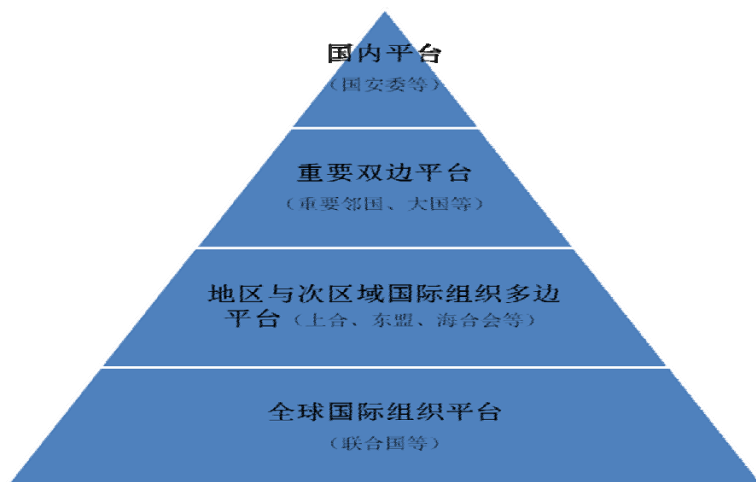 国内平台
（国安委等）
重要双边平台
（重要邻国、大国等）
地区与次区域国际组织多边
平台（上合、东盟、海合会等）
全球国际组织平台
（联合国等）